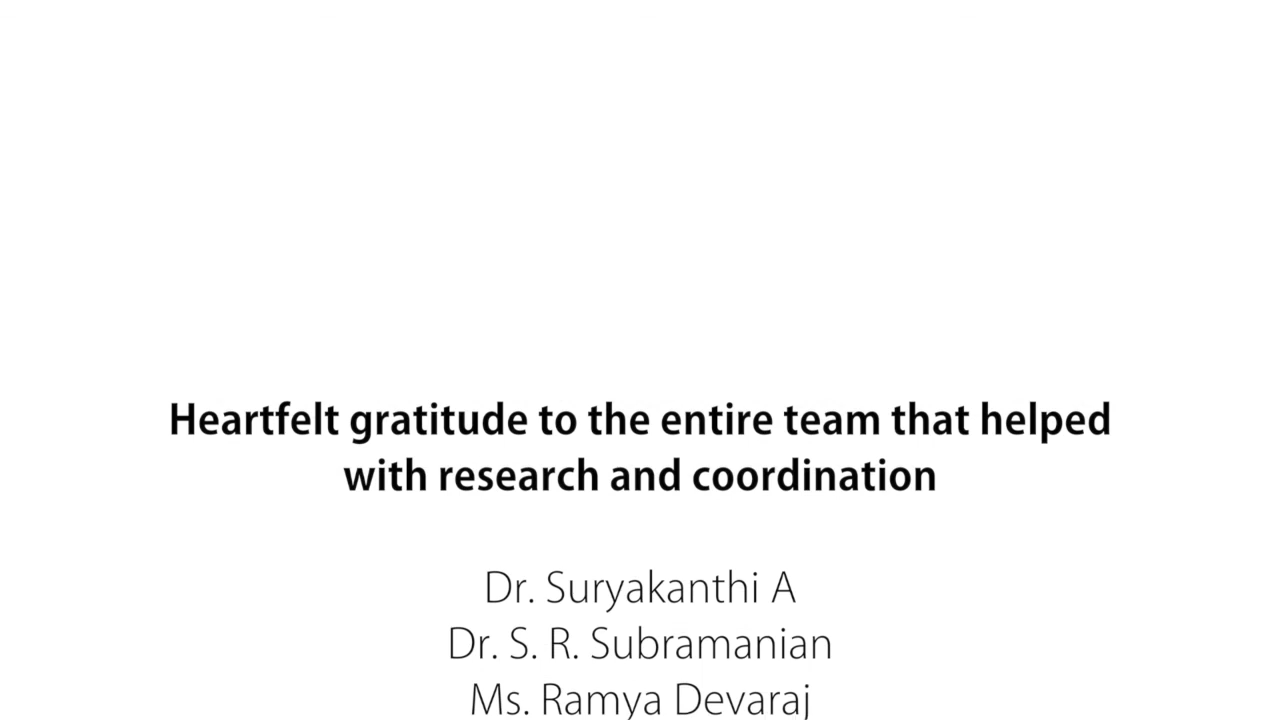 Heartfelt gratitude to the entire team that helped
with research and coordination
Dr. Suryakanthi A
Dr. S. R. Subramanian
Ms. Ramya Devaraj